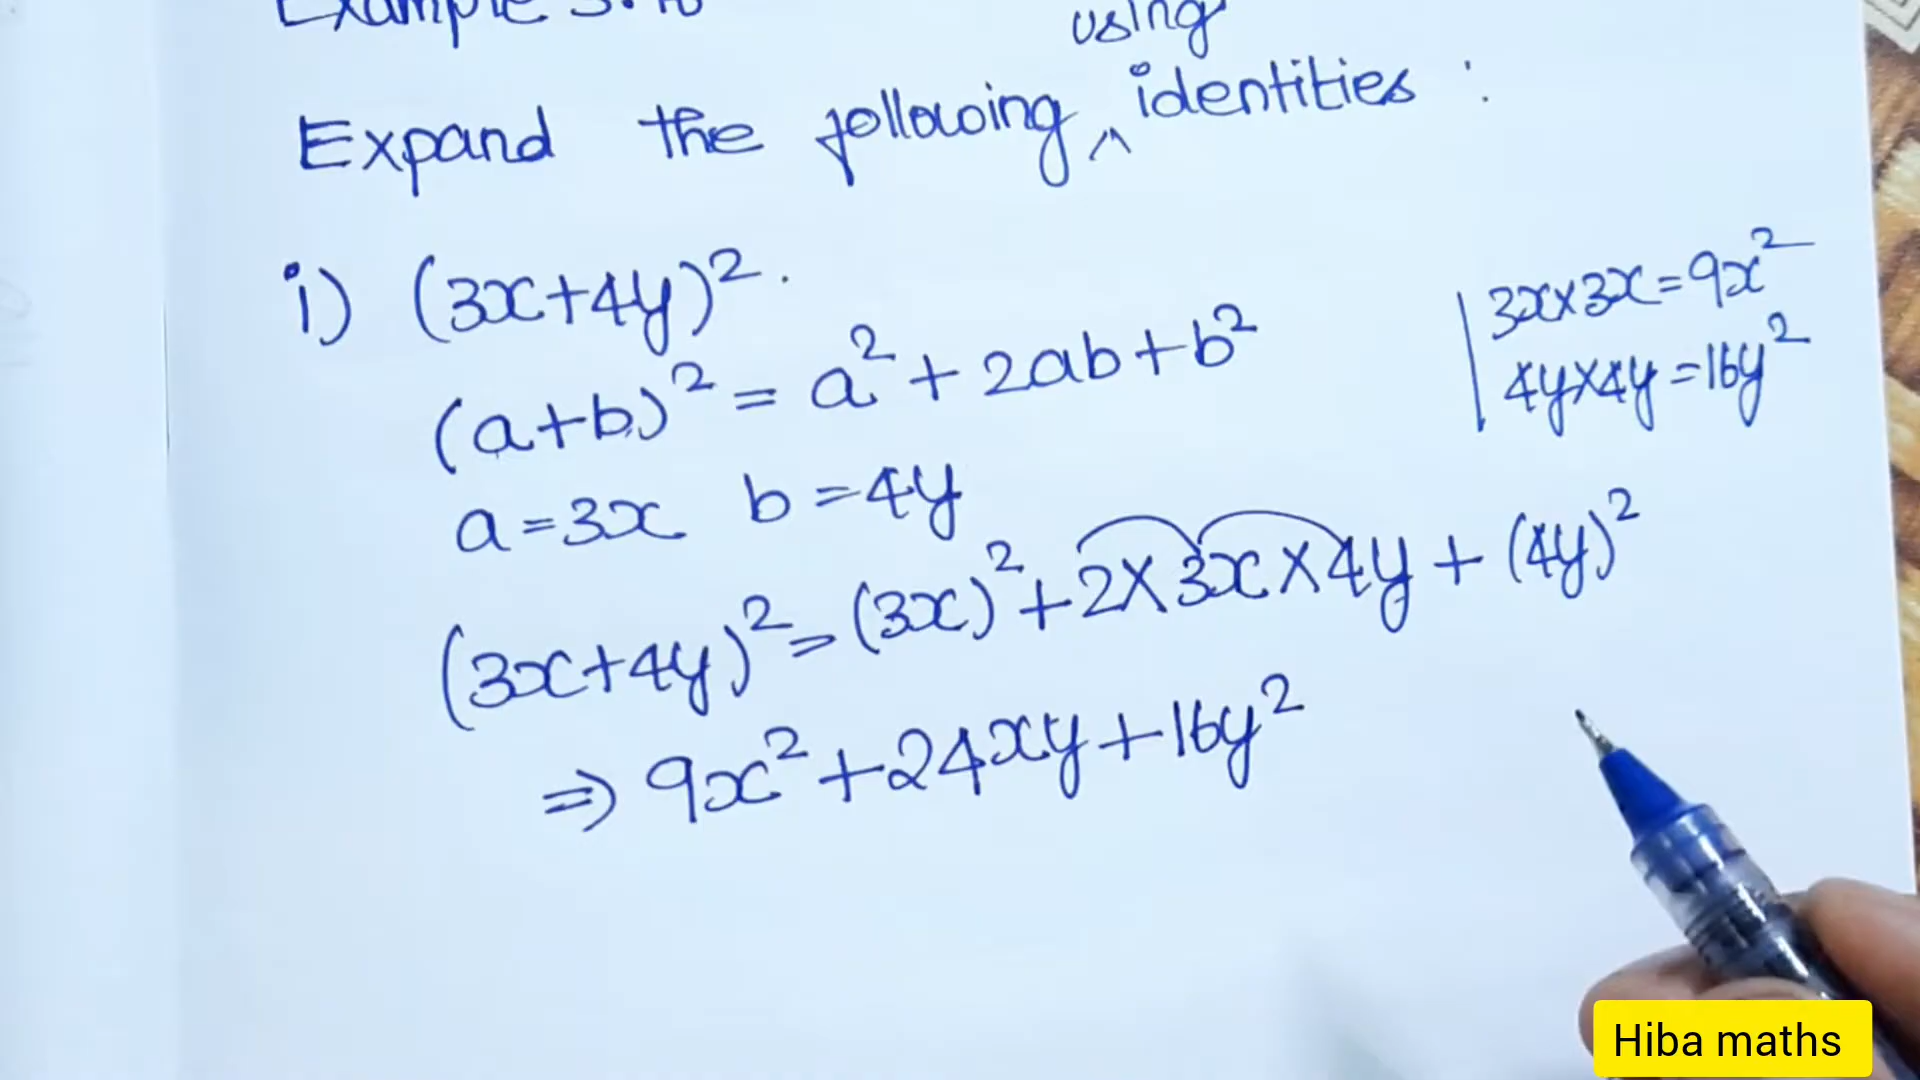 using
Expand the following ^ identities :
i) (3x+4y)².
(a+b)² = a² + 2ab + b²
3x×3x=9x²
4y×4y=16y²
a=3x b=4y
(3x+4y)² = (3x)² + 2×3x×4y + (4y)²
⇒ 9x² + 24xy + 16y²
Hiba maths